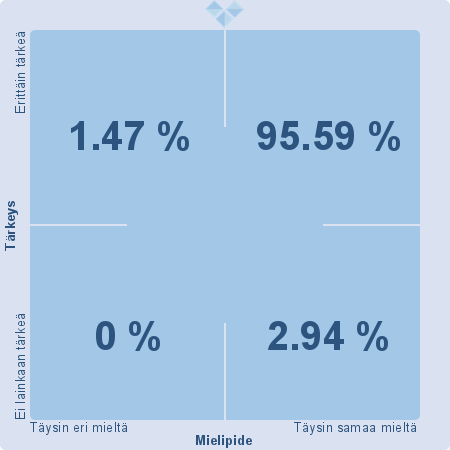 Erittäin tärkeä
1.47 %
95.59 %
Tärkeys
0 %
2.94 %
Ei lainkaan tärkeä
Täysin eri mieltä
Täysin samaa mieltä
Mielipide